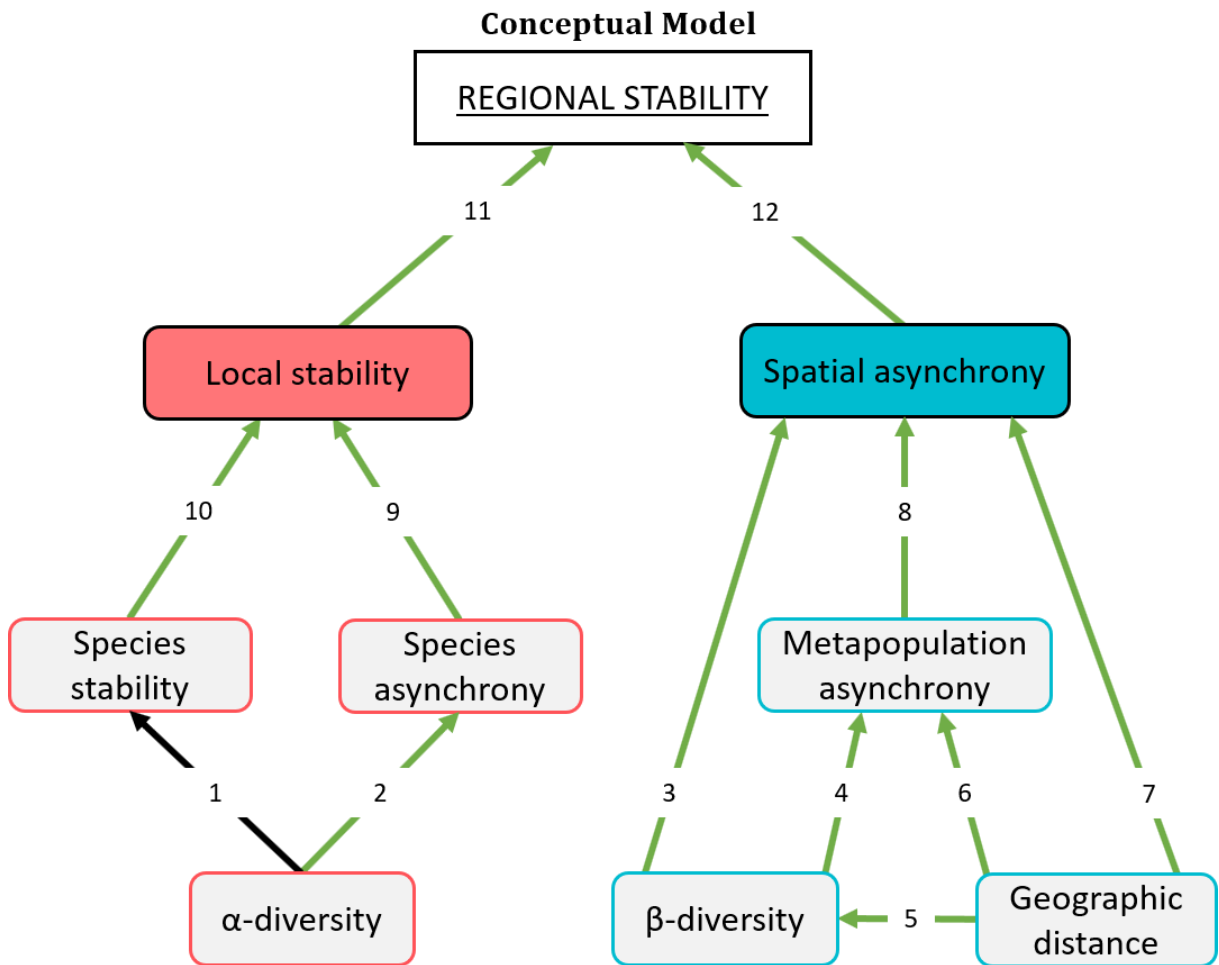 Conceptual Model
REGIONAL STABILITY
11
12
Local stability
Spatial asynchrony
10
9
8
Species
stability
Species
asynchrony
Metapopulation
asynchrony
1
2
3
4
6
7
α-diversity
β-diversity
5
Geographic
distance